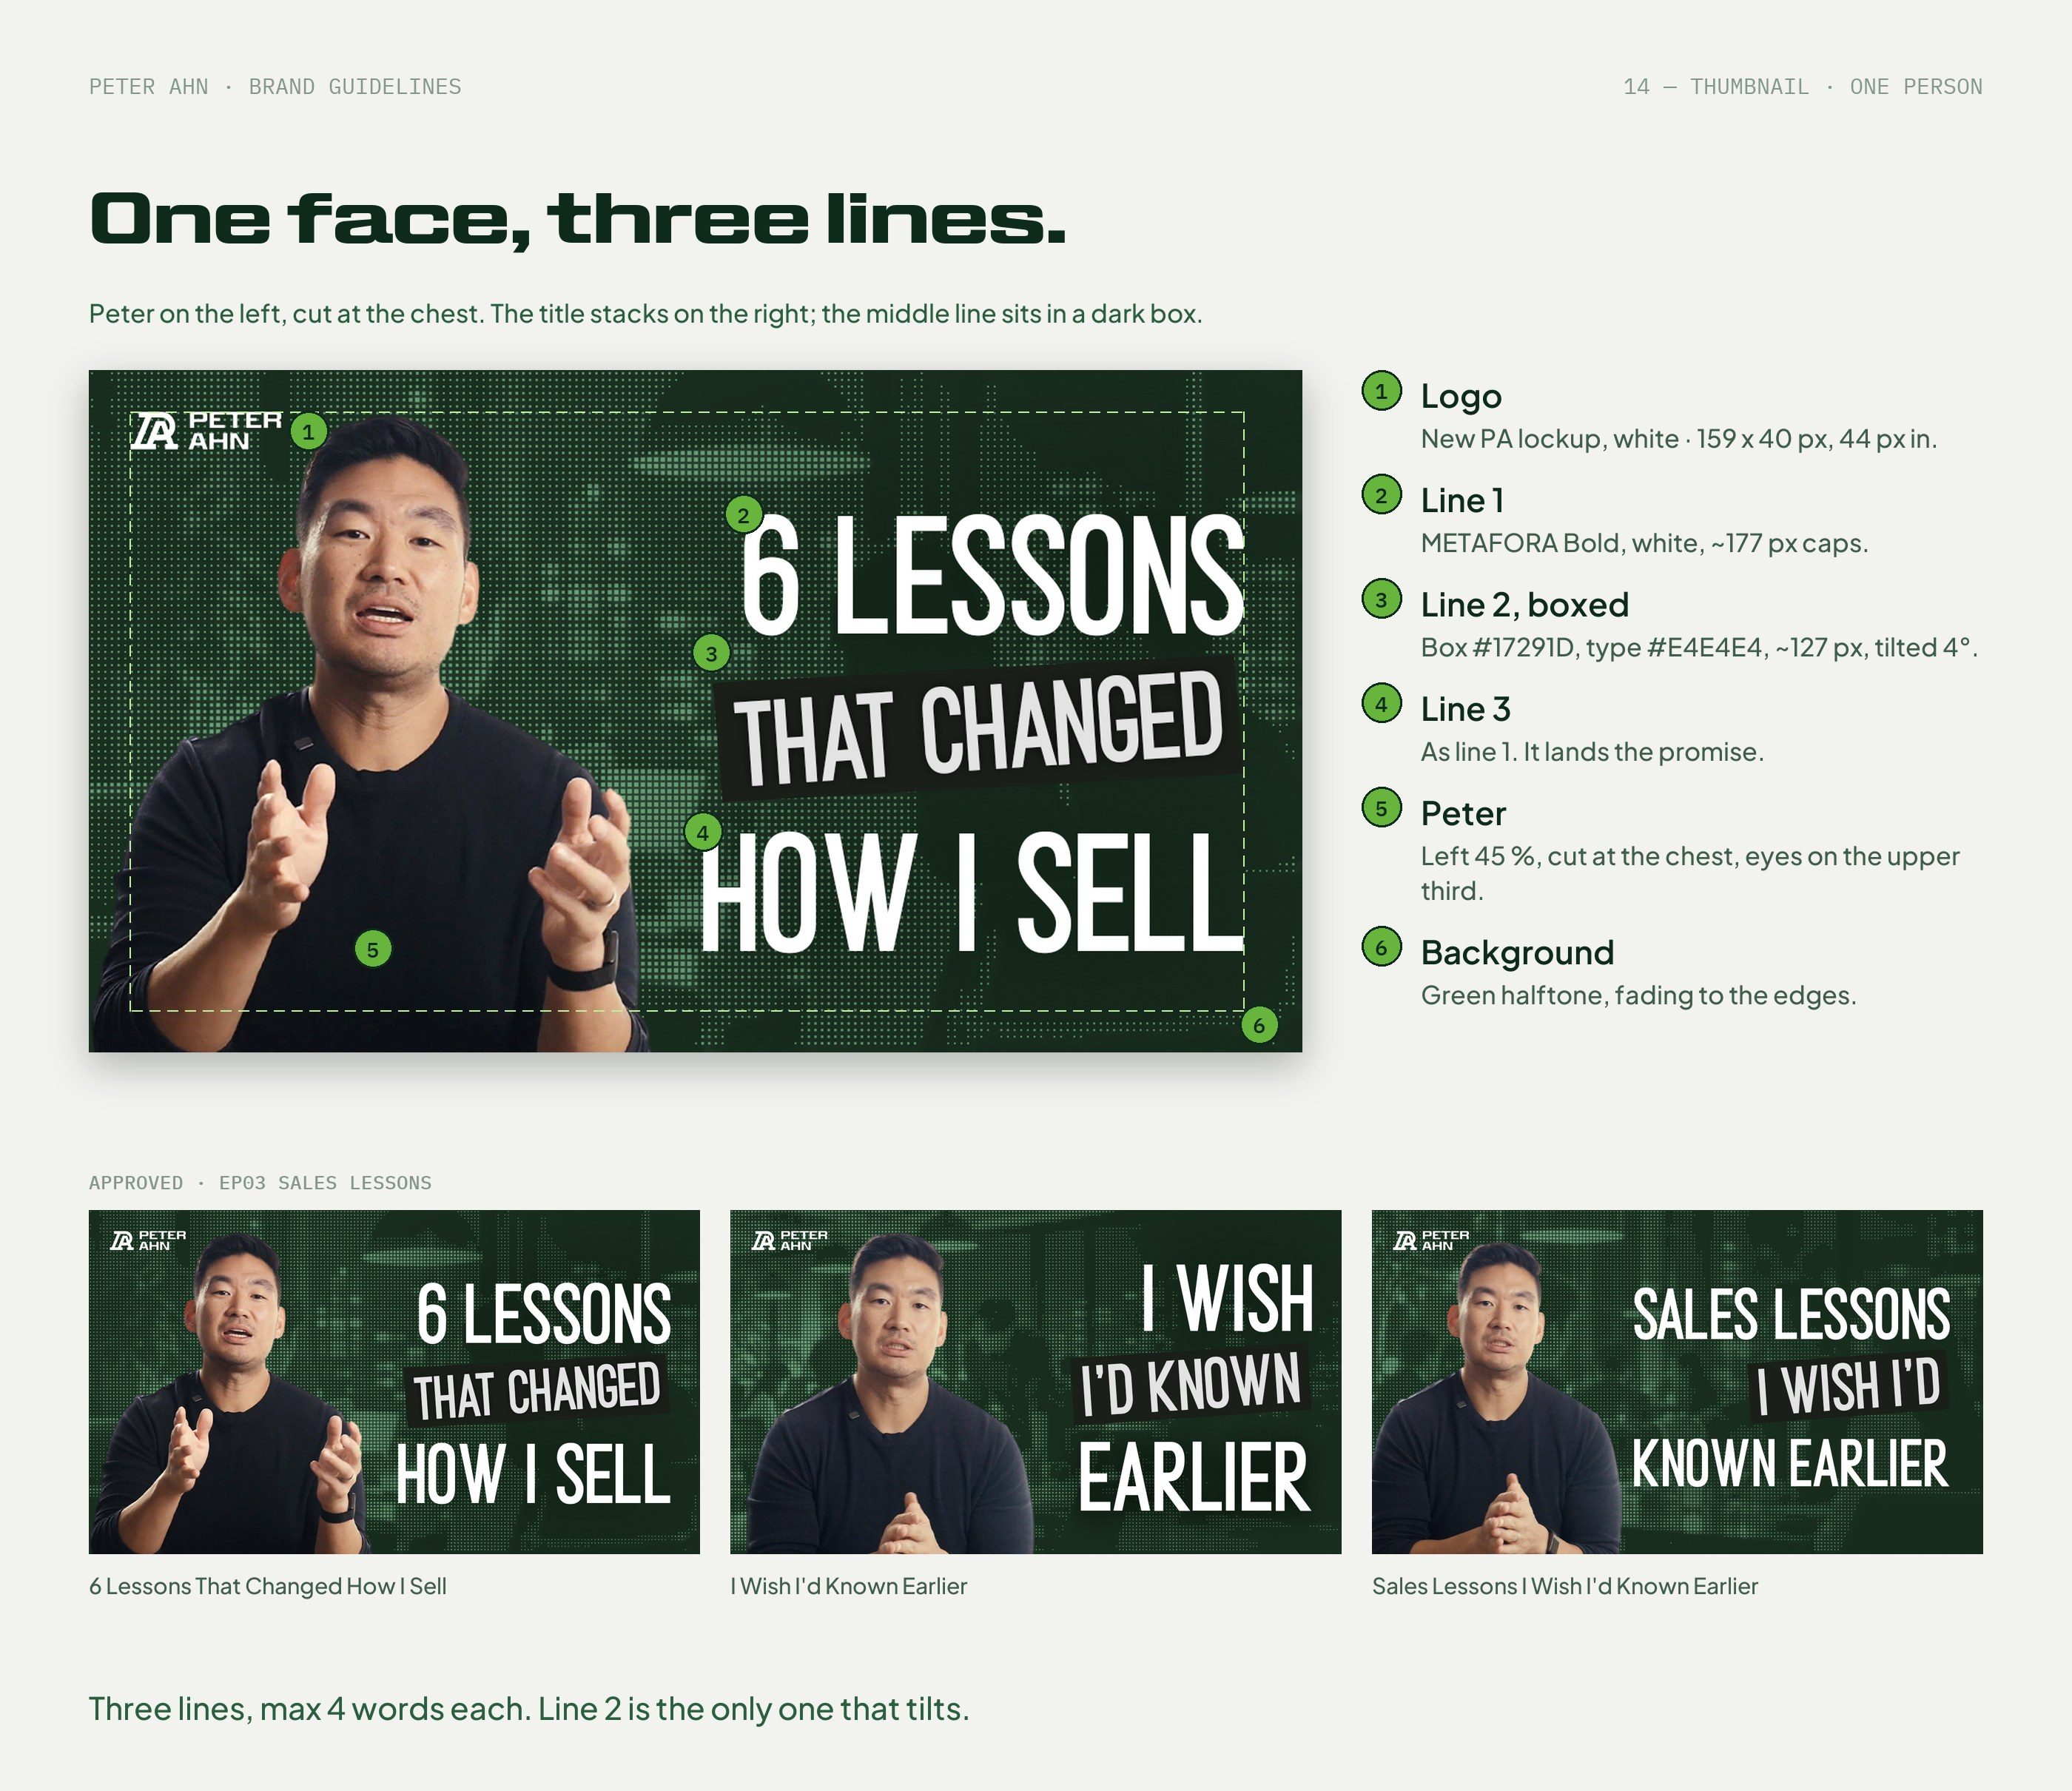 PETER AHN · BRAND GUIDELINES
14 — THUMBNAIL · ONE PERSON
One face, three lines.
Peter on the left, cut at the chest. The title stacks on the right; the middle line sits in a dark box.
PA PETER
AHN
1
2
6 LESSONS
3
THAT CHANGED
4
HOW I SELL
5
6
1 Logo
New PA lockup, white · 159 x 40 px, 44 px in.
2 Line 1
METAFORA Bold, white, ~177 px caps.
3 Line 2, boxed
Box #17291D, type #E4E4E4, ~127 px, tilted 4°.
4 Line 3
As line 1. It lands the promise.
5 Peter
Left 45 %, cut at the chest, eyes on the upper
third.
6 Background
Green halftone, fading to the edges.
APPROVED · EP03 SALES LESSONS
PA PETER
AHN
6 LESSONS
THAT CHANGED
HOW I SELL
6 Lessons That Changed How I Sell
PA PETER
AHN
I WISH
I'D KNOWN
EARLIER
I Wish I'd Known Earlier
PA PETER
AHN
SALES LESSONS
I WISH I'D
KNOWN EARLIER
Sales Lessons I Wish I'd Known Earlier
Three lines, max 4 words each. Line 2 is the only one that tilts.